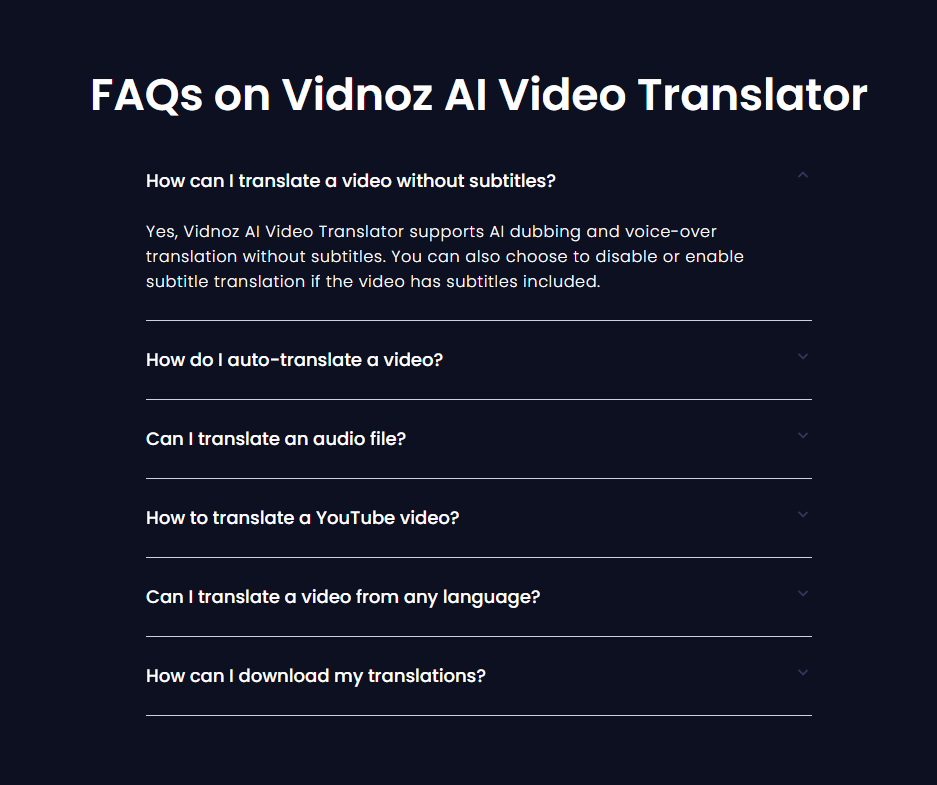 FAQs on Vidnoz AI Video Translator
How can I translate a video without subtitles?
Yes, Vidnoz AI Video Translator supports AI dubbing and voice-over
translation without subtitles. You can also choose to disable or enable
subtitle translation if the video has subtitles included.
How do I auto-translate a video?
Can I translate an audio file?
How to translate a YouTube video?
Can I translate a video from any language?
How can I download my translations?